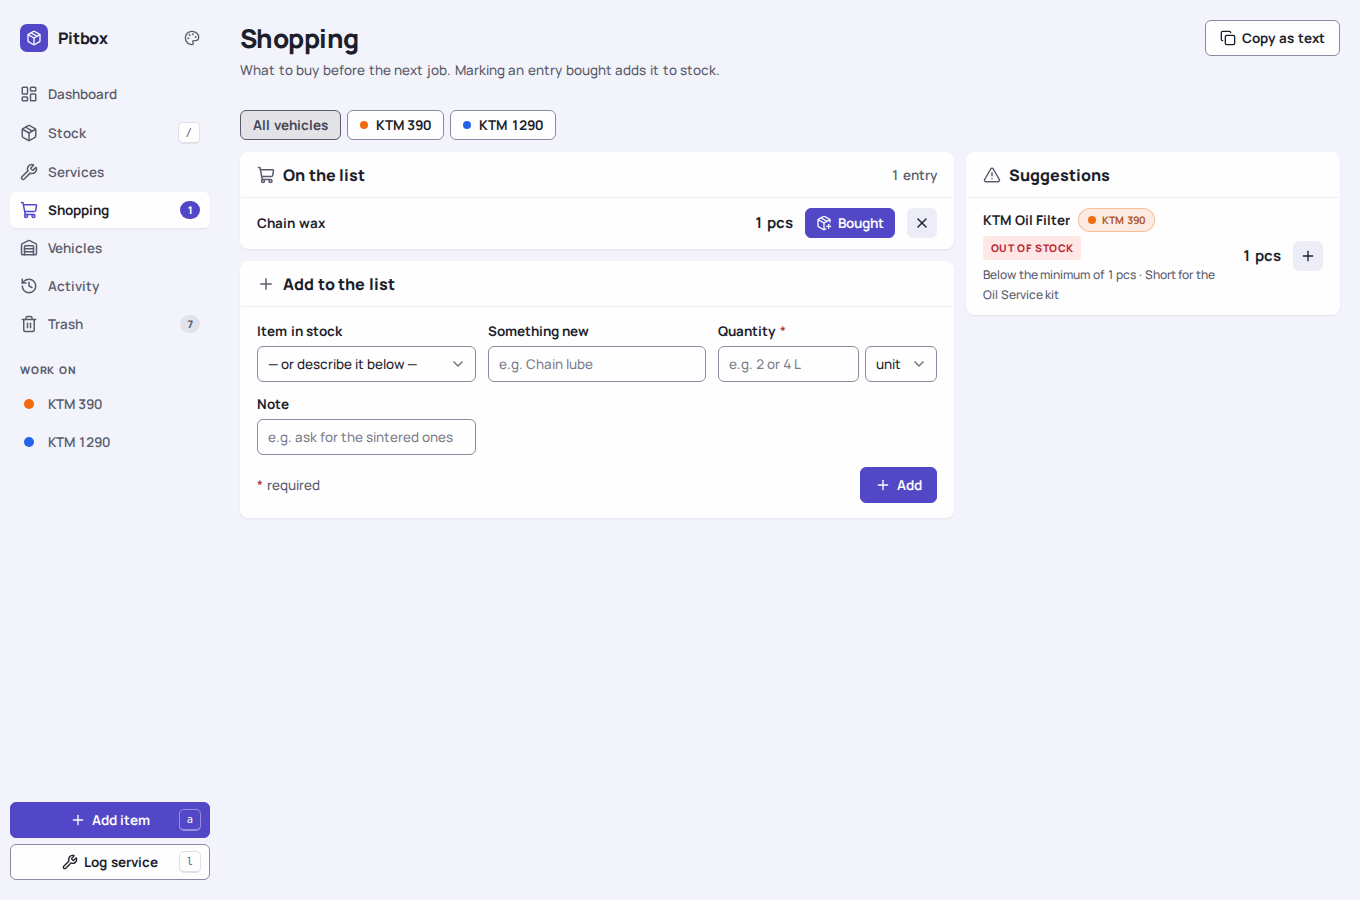 Pitbox
Dashboard
Stock /
Services
Shopping 1
Vehicles
Activity
Trash 7
WORK ON
KTM 390
KTM 1290
Add item a
Log service l
Shopping
What to buy before the next job. Marking an entry bought adds it to stock.
Copy as text
All vehicles KTM 390 KTM 1290
On the list 1 entry
Chain wax 1 pcs Bought
Add to the list
Item in stock Something new Quantity *
— or describe it below — e.g. Chain lube e.g. 2 or 4 L unit
Note
e.g. ask for the sintered ones
* required Add
Suggestions
KTM Oil Filter KTM 390
OUT OF STOCK
1 pcs
Below the minimum of 1 pcs · Short for the
Oil Service kit